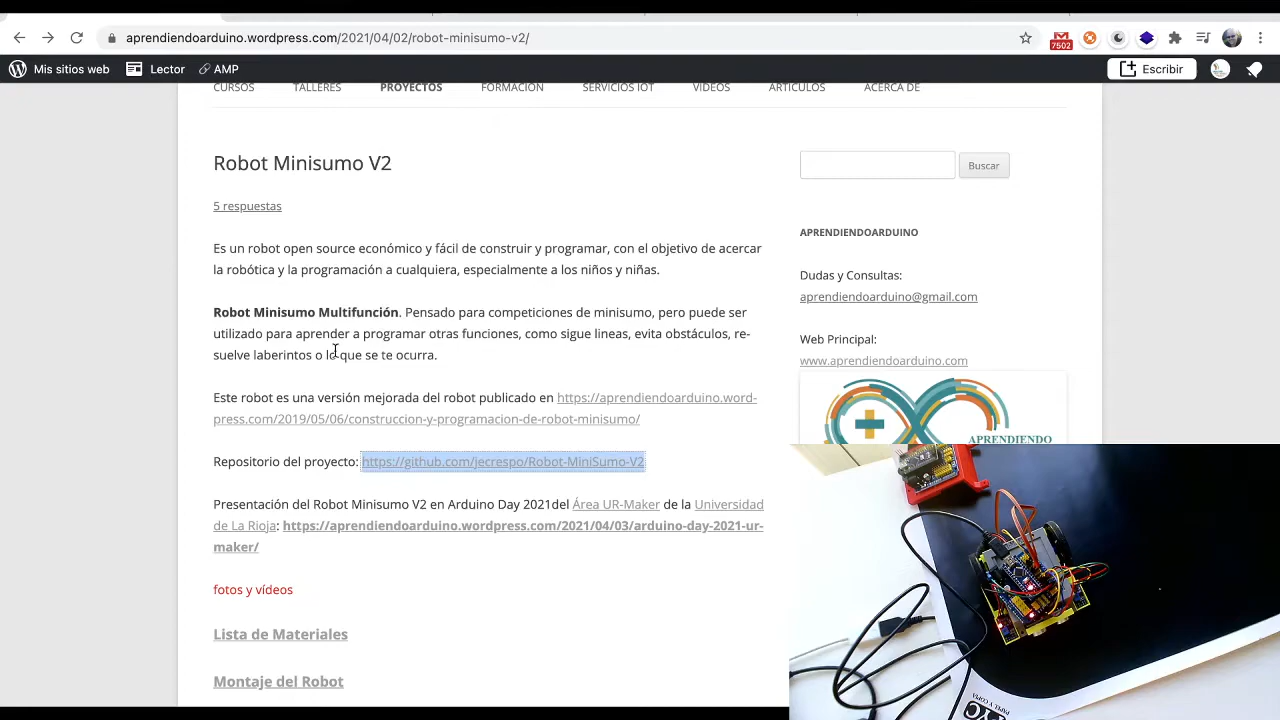 aprendiendoarduino.wordpress.com/2021/04/02/robot-minisumo-v2/
7502
Mis sitios web
Lector
AMP
Escribir
CURSOS
TALLERES
PROYECTOS
FORMACIÓN
SERVICIOS IOT
VIDEOS
ARTÍCULOS
ACERCA DE
Robot Minisumo V2
5 respuestas
Es un robot open source económico y fácil de construir y programar, con el objetivo de acercar
la robótica y la programación a cualquiera, especialmente a los niños y niñas.
Robot Minisumo Multifunción. Pensado para competiciones de minisumo, pero puede ser
utilizado para aprender a programar otras funciones, como sigue lineas, evita obstáculos, re-
suelve laberintos o lo que se te ocurra.
Este robot es una versión mejorada del robot publicado en https://aprendiendoarduino.word-
press.com/2019/05/06/construccion-y-programacion-de-robot-minisumo/
Repositorio del proyecto: https://github.com/jecrespo/Robot-MiniSumo-V2
Presentación del Robot Minisumo V2 en Arduino Day 2021del Área UR-Maker de la Universidad
de La Rioja: https://aprendiendoarduino.wordpress.com/2021/04/03/arduino-day-2021-ur-
maker/
fotos y vídeos
Lista de Materiales
Montaje del Robot
Buscar
APRENDIENDOARDUINO
Dudas y Consultas:
aprendiendoarduino@gmail.com
Web Principal:
www.aprendiendoarduino.com
APRENDIENDO
PAPEL Y COPIA